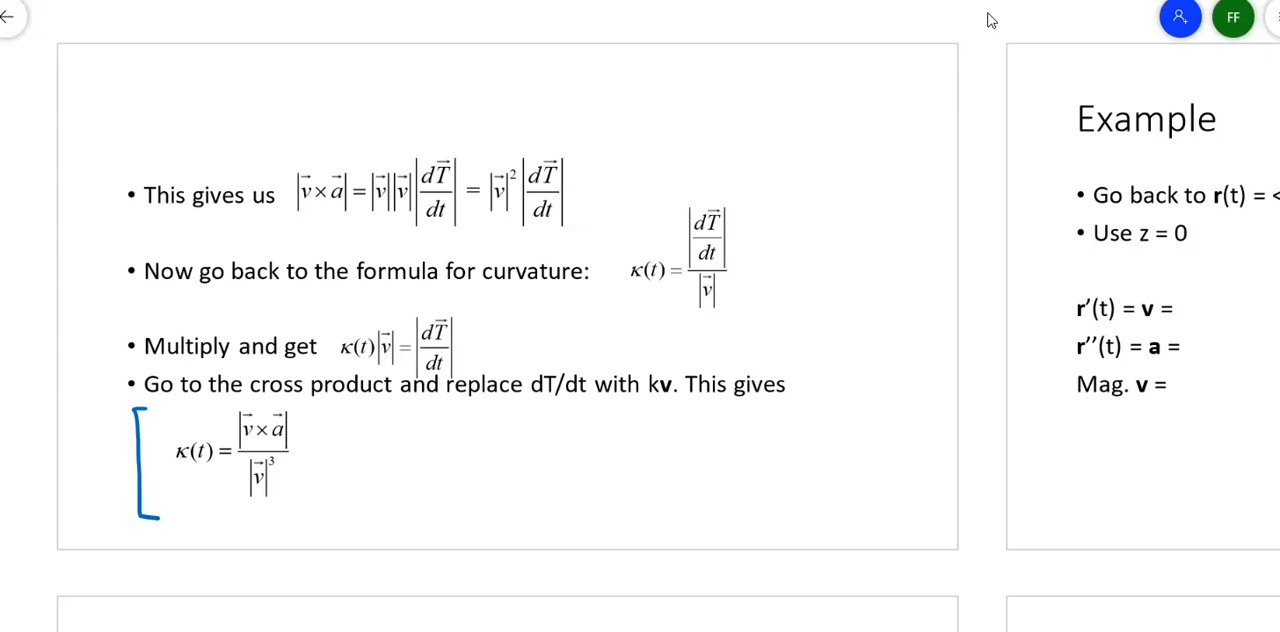 FF
• This gives us |v⃗ × a⃗| = |v⃗||v⃗||dT⃗/dt| = |v⃗|²|dT⃗/dt|
• Now go back to the formula for curvature: κ(t) = |dT⃗/dt| / |v⃗|
• Multiply and get κ(t)|v⃗| = |dT⃗/dt|
• Go to the cross product and replace dT/dt with kv. This gives
κ(t) = |v⃗ × a⃗| / |v⃗|³
Example
• Go back to r(t) = <
• Use z = 0
r’(t) = v =
r’’(t) = a =
Mag. v =